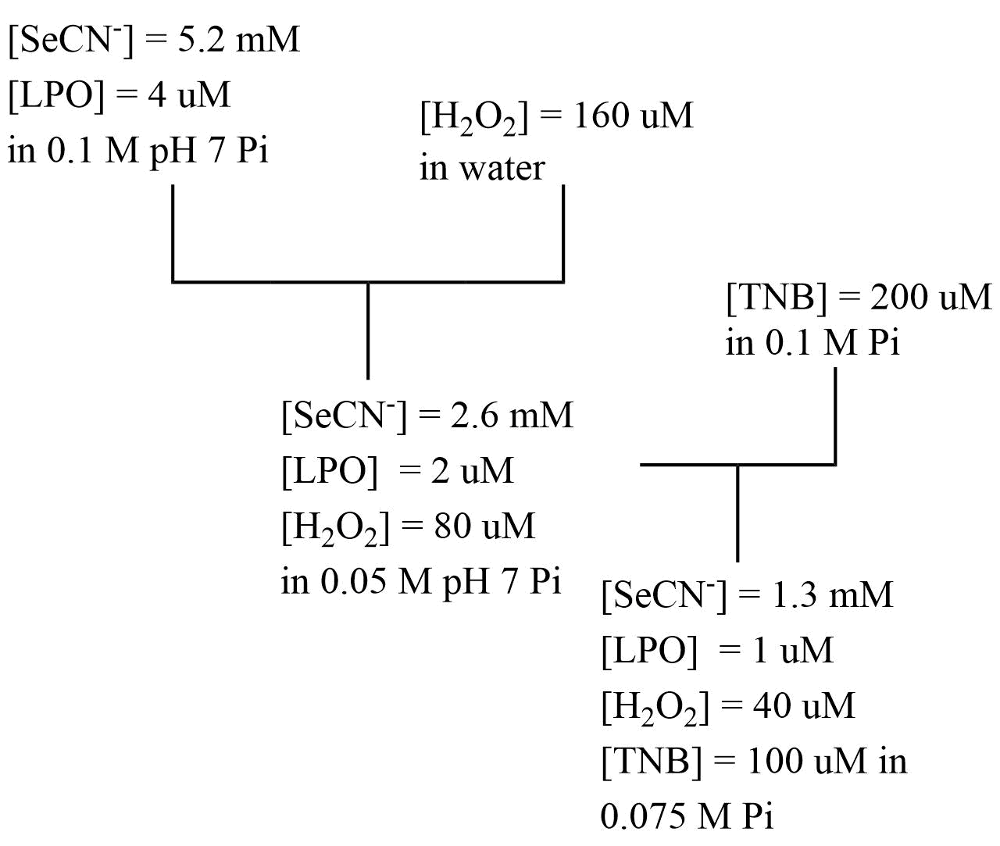 [SeCN⁻] = 5.2 mM
[LPO] = 4 uM
in 0.1 M pH 7 Pi
[H₂O₂] = 160 uM
in water
[TNB] = 200 uM
in 0.1 M Pi
[SeCN⁻] = 2.6 mM
[LPO] = 2 uM
[H₂O₂] = 80 uM
in 0.05 M pH 7 Pi
[SeCN⁻] = 1.3 mM
[LPO] = 1 uM
[H₂O₂] = 40 uM
[TNB] = 100 uM in
0.075 M Pi